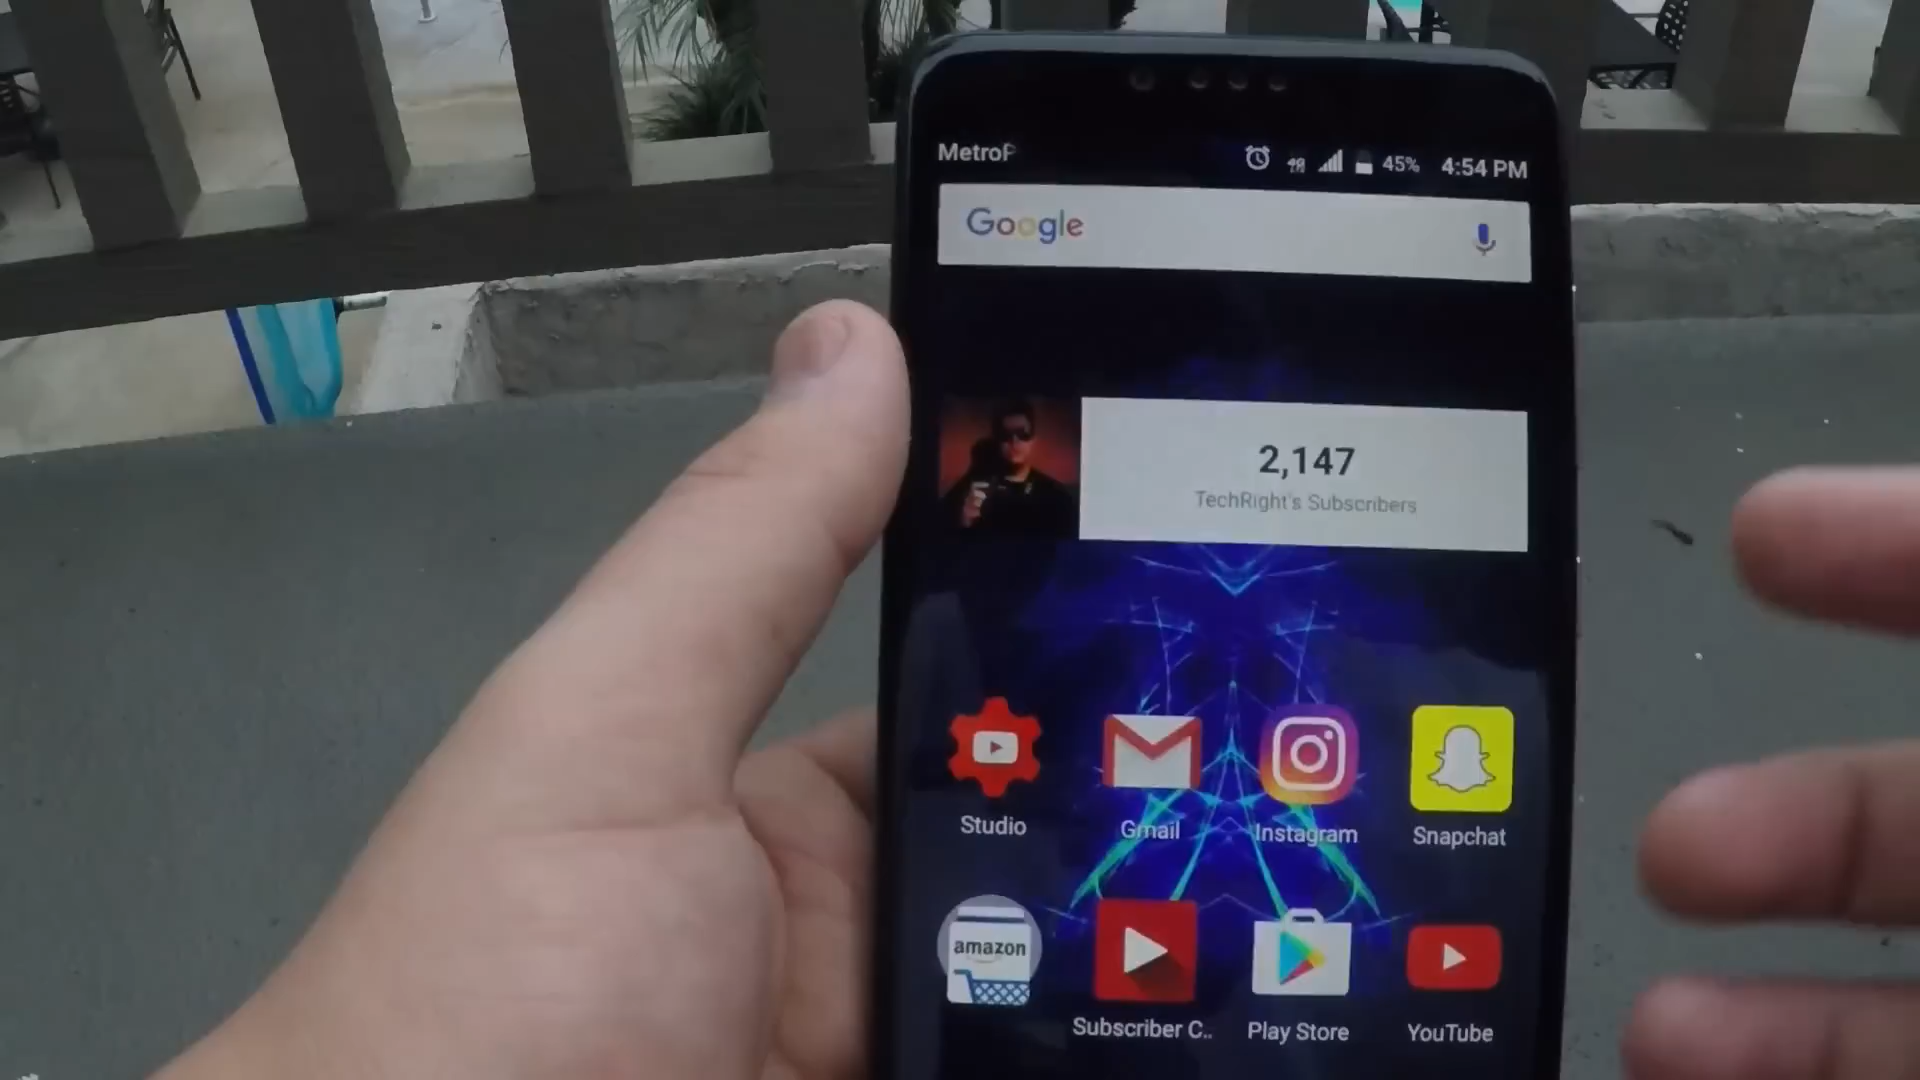 MetroP
45% 4:54 PM
Google
2,147
TechRight's Subscribers
Studio
Gmail
Instagram
Snapchat
amazon
Subscriber C..
Play Store
YouTube